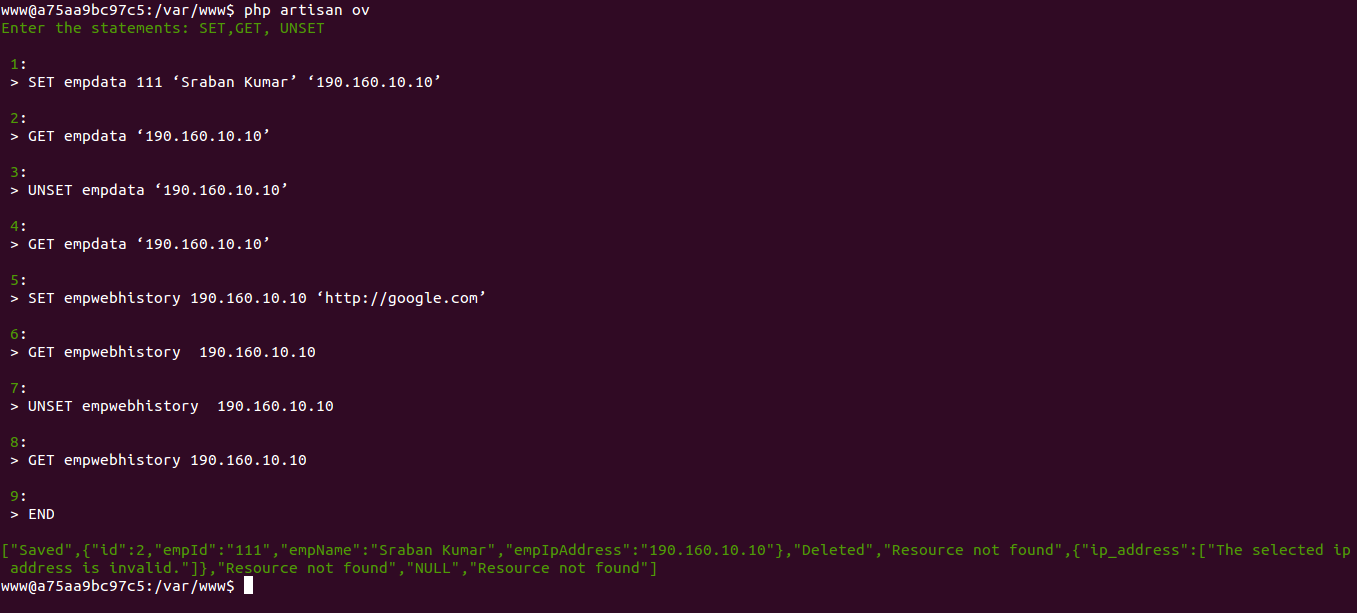 www@a75aa9bc97c5:/var/www$ php artisan ov
Enter the statements: SET,GET, UNSET
1:
> SET empdata 111 ‘Sraban Kumar’ ‘190.160.10.10’
2:
> GET empdata ‘190.160.10.10’
3:
> UNSET empdata ‘190.160.10.10’
4:
> GET empdata ‘190.160.10.10’
5:
> SET empwebhistory 190.160.10.10 ‘http://google.com’
6:
> GET empwebhistory  190.160.10.10
7:
> UNSET empwebhistory  190.160.10.10
8:
> GET empwebhistory 190.160.10.10
9:
> END
["Saved",{"id":2,"empId":"111","empName":"Sraban Kumar","empIpAddress":"190.160.10.10"},"Deleted","Resource not found",{"ip_address":["The selected ip
address is invalid."]},"Resource not found","NULL","Resource not found"]
www@a75aa9bc97c5:/var/www$